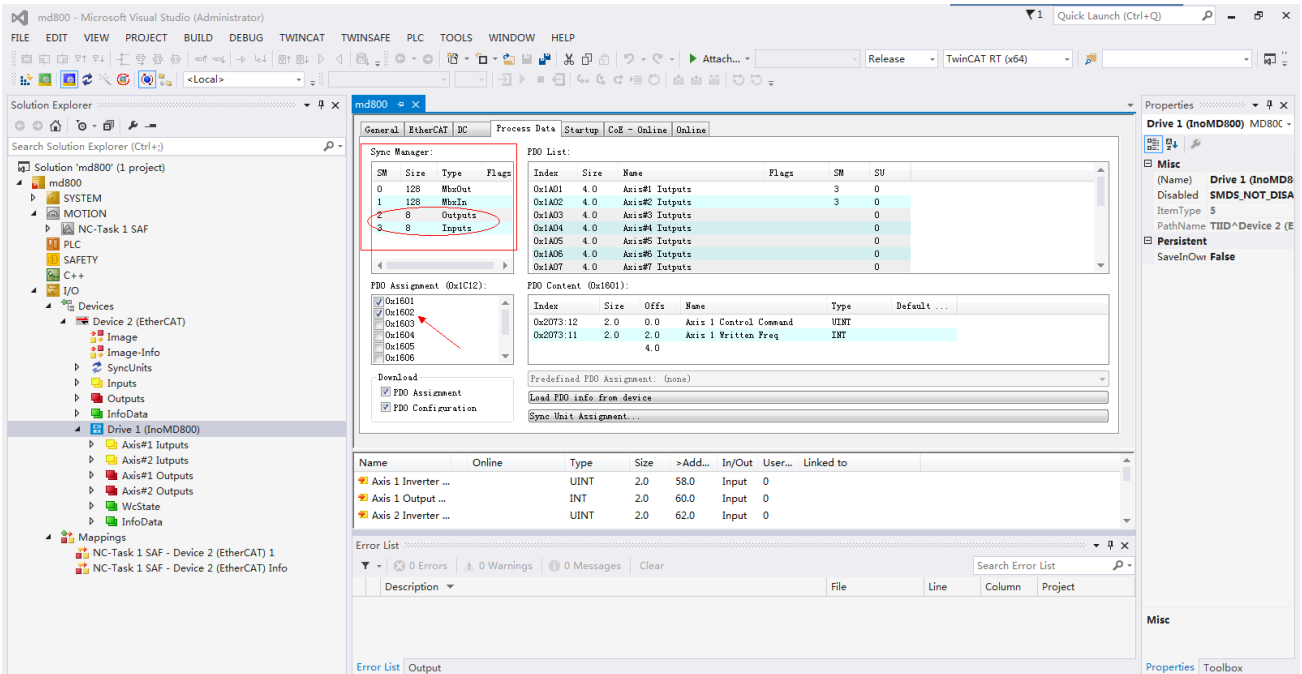 md800 - Microsoft Visual Studio (Administrator)
1
Quick Launch (Ctrl+Q)
FILE EDIT VIEW PROJECT BUILD DEBUG TWINCAT TWINSAFE PLC TOOLS WINDOW HELP
Attach...
Release
TwinCAT RT (x64)
<Local>
Solution Explorer
Search Solution Explorer (Ctrl+;)
Solution 'md800' (1 project)
md800
SYSTEM
MOTION
NC-Task 1 SAF
PLC
SAFETY
C++
I/O
Devices
Device 2 (EtherCAT)
Image
Image-Info
SyncUnits
Inputs
Outputs
InfoData
Drive 1 (InoMD800)
Axis#1 Iutputs
Axis#2 Iutputs
Axis#1 Outputs
Axis#2 Outputs
WcState
InfoData
Mappings
NC-Task 1 SAF - Device 2 (EtherCAT) 1
NC-Task 1 SAF - Device 2 (EtherCAT) Info
md800
General EtherCAT DC Process Data Startup CoE - Online Online
Sync Manager:
SM Size Type Flags
0 128 MbxOut
1 128 MbxIn
2 8 Outputs
3 8 Inputs
PDO List:
Index Size Name Flags SM SU
0x1A01 4.0 Axis#1 Iutputs 3 0
0x1A02 4.0 Axis#2 Iutputs 3 0
0x1A03 4.0 Axis#3 Iutputs 0
0x1A04 4.0 Axis#4 Iutputs 0
0x1A05 4.0 Axis#5 Iutputs 0
0x1A06 4.0 Axis#6 Iutputs 0
0x1A07 4.0 Axis#7 Iutputs 0
PDO Assignment (0x1C12):
0x1601
0x1602
0x1603
0x1604
0x1605
0x1606
PDO Content (0x1601):
Index Size Offs Name Type Default ...
0x2073:12 2.0 0.0 Axis 1 Control Command UINT
0x2073:11 2.0 2.0 Axis 1 Written Freq INT
4.0
Download
PDO Assignment
PDO Configuration
Predefined PDO Assignment: (none)
Load PDO info from device
Sync Unit Assignment...
Name Online Type Size >Add... In/Out User... Linked to
Axis 1 Inverter ... UINT 2.0 58.0 Input 0
Axis 1 Output ... INT 2.0 60.0 Input 0
Axis 2 Inverter ... UINT 2.0 62.0 Input 0
Error List
0 Errors 0 Warnings 0 Messages Clear
Search Error List
Description File Line Column Project
Error List Output
Properties
Drive 1 (InoMD800) MD80C
Misc
(Name) Drive 1 (InoMD8
Disabled SMDS_NOT_DISA
ItemType 5
PathName TIID^Device 2 (E
Persistent
SaveInOwr False
Misc
Properties Toolbox